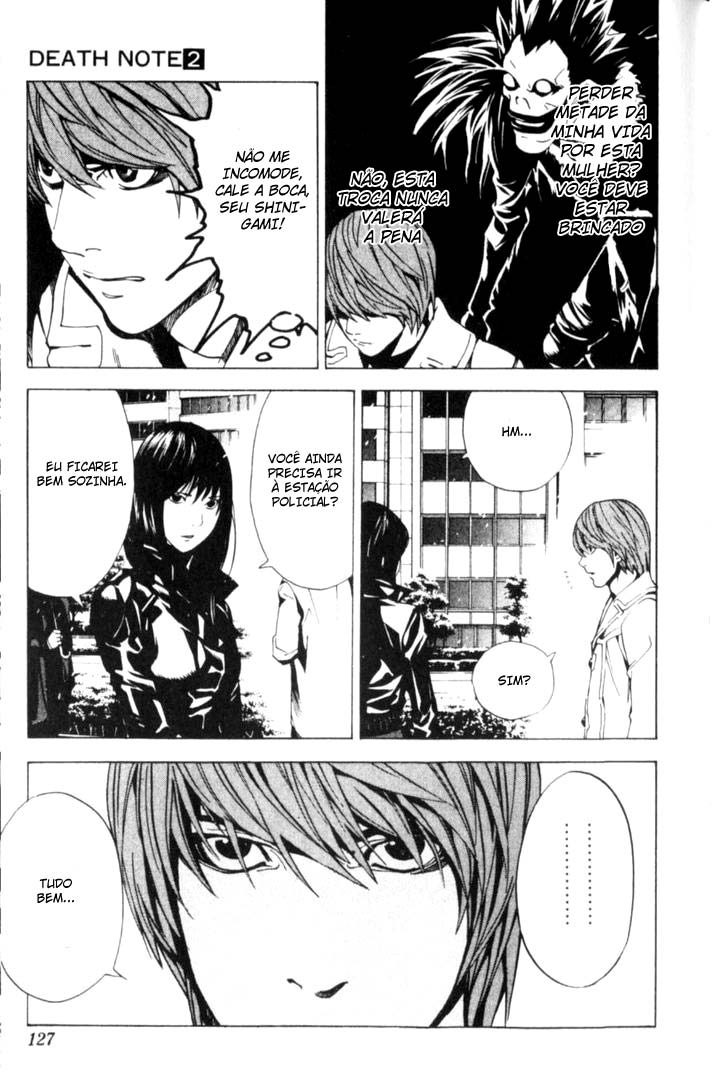 DEATH NOTE 2
PERDER
METADE DA
MINHA VIDA
POR ESTA
MULHER?
VOCÊ DEVE
ESTAR
BRINCADO
NÃO, ESTA
TROCA NUNCA
VALERÁ
A PENA
NÃO ME
INCOMODE,
CALE A BOCA,
SEU SHINI-
GAMI!
HM...
SIM?
VOCÊ AINDA
PRECISA IR
À ESTAÇÃO
POLICIAL?
EU FICAREI
BEM SOZINHA.
...
TUDO
BEM...
127